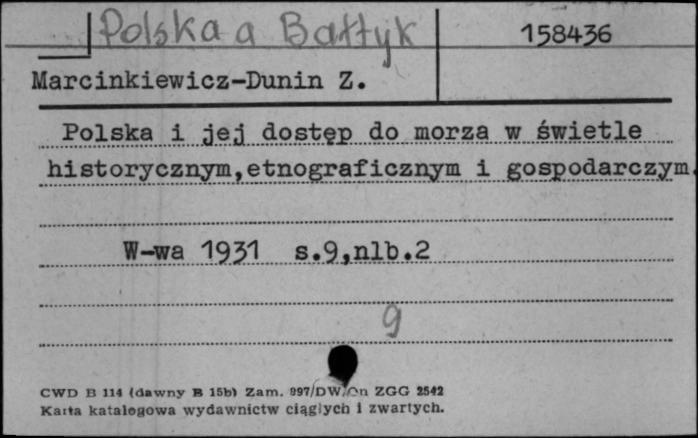 Polska a Bałtyk
158436
Marcinkiewicz-Dunin Z.
Polska i jej dostęp do morza w świetle
historycznym,etnograficznym i gospodarczym.
W-wa 1931 s.9,nlb.2
9
CWD B 114 (dawny B 15b) Zam. 997/DW/On ZGG 2542
Karta katalogowa wydawnictw ciągłych i zwartych.